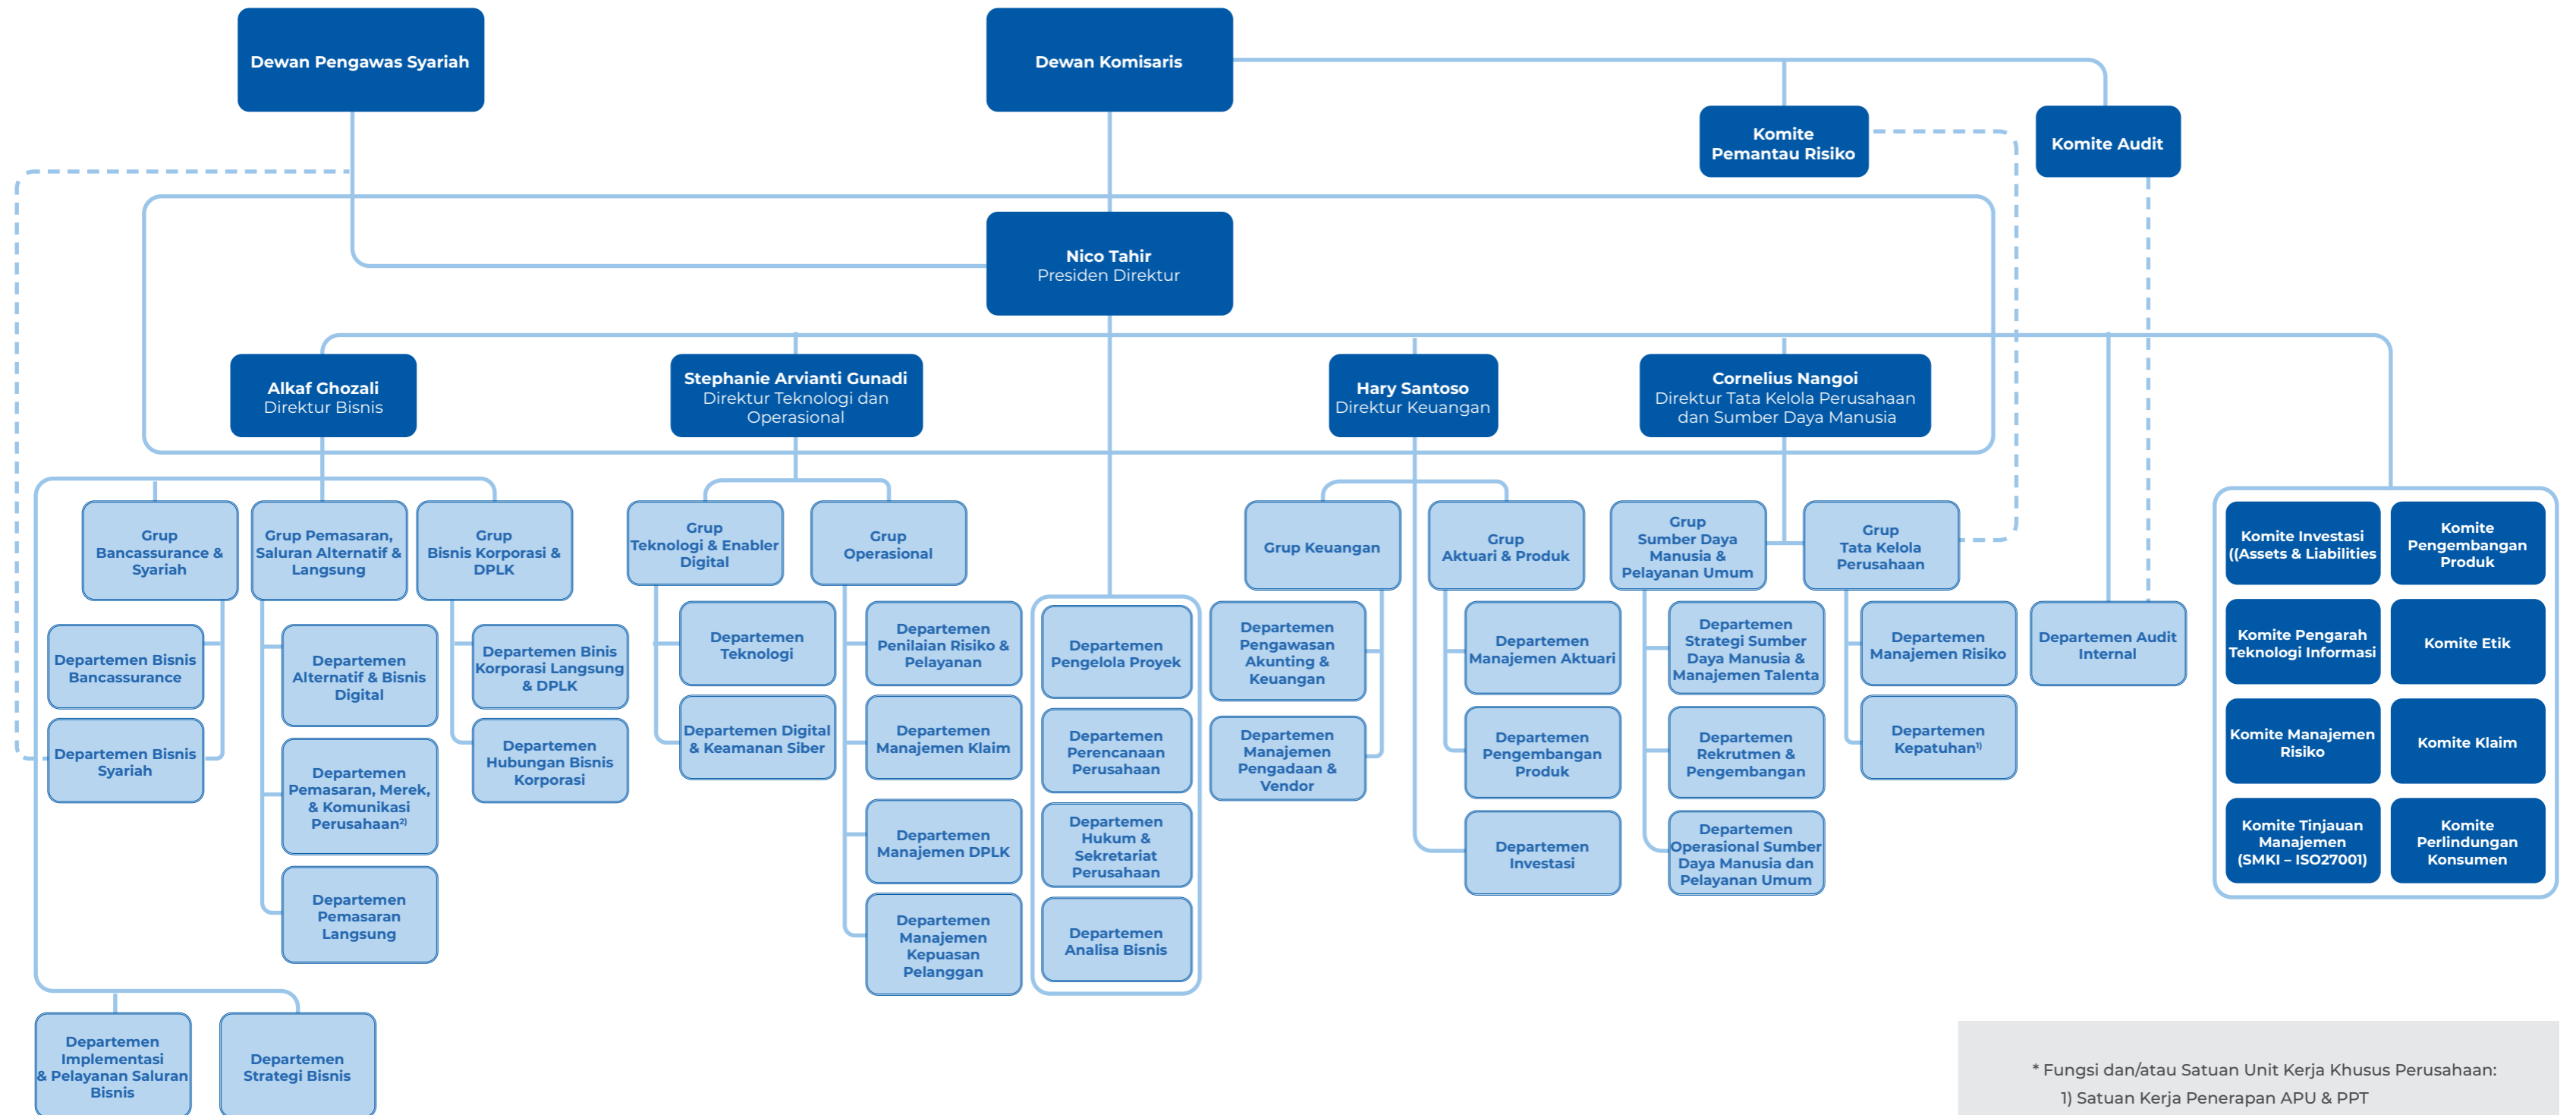 Dewan Pengawas Syariah
Dewan Komisaris
Komite
Pemantau Risiko
Komite Audit
Nico Tahir
Presiden Direktur
Alkaf Ghozali
Direktur Bisnis
Stephanie Arvianti Gunadi
Direktur Teknologi dan
Operasional
Hary Santoso
Direktur Keuangan
Cornelius Nangoi
Direktur Tata Kelola Perusahaan
dan Sumber Daya Manusia
Grup
Bancassurance &
Syariah
Grup Pemasaran,
Saluran Alternatif &
Langsung
Grup
Bisnis Korporasi &
DPLK
Grup
Teknologi & Enabler
Digital
Grup
Operasional
Grup Keuangan
Grup
Aktuari & Produk
Grup
Sumber Daya
Manusia &
Pelayanan Umum
Grup
Tata Kelola
Perusahaan
Departemen Bisnis
Bancassurance
Departemen Bisnis
Syariah
Departemen
Alternatif & Bisnis
Digital
Departemen
Pemasaran, Merek,
& Komunikasi
Perusahaan²⁾
Departemen
Pemasaran
Langsung
Departemen Binis
Korporasi Langsung
& DPLK
Departemen
Hubungan Bisnis
Korporasi
Departemen
Teknologi
Departemen Digital
& Keamanan Siber
Departemen
Penilaian Risiko &
Pelayanan
Departemen
Manajemen Klaim
Departemen
Manajemen DPLK
Departemen
Manajemen
Kepuasan
Pelanggan
Departemen
Pengelola Proyek
Departemen
Perencanaan
Perusahaan
Departemen
Hukum &
Sekretariat
Perusahaan
Departemen
Analisa Bisnis
Departemen
Pengawasan
Akunting &
Keuangan
Departemen
Manajemen
Pengadaan &
Vendor
Departemen
Manajemen Aktuari
Departemen
Pengembangan
Produk
Departemen
Investasi
Departemen
Strategi Sumber
Daya Manusia &
Manajemen Talenta
Departemen
Rekrutmen &
Pengembangan
Departemen
Operasional Sumber
Daya Manusia dan
Pelayanan Umum
Departemen
Manajemen Risiko
Departemen
Kepatuhan¹⁾
Departemen Audit
Internal
Komite Investasi
((Assets & Liabilities
Komite
Pengembangan
Produk
Komite Pengarah
Teknologi Informasi
Komite Etik
Komite Manajemen
Risiko
Komite Klaim
Komite Tinjauan
Manajemen
(SMKI – ISO27001)
Komite
Perlindungan
Konsumen
Departemen
Implementasi
& Pelayanan Saluran
Bisnis
Departemen
Strategi Bisnis
* Fungsi dan/atau Satuan Unit Kerja Khusus Perusahaan:
1) Satuan Kerja Penerapan APU & PPT